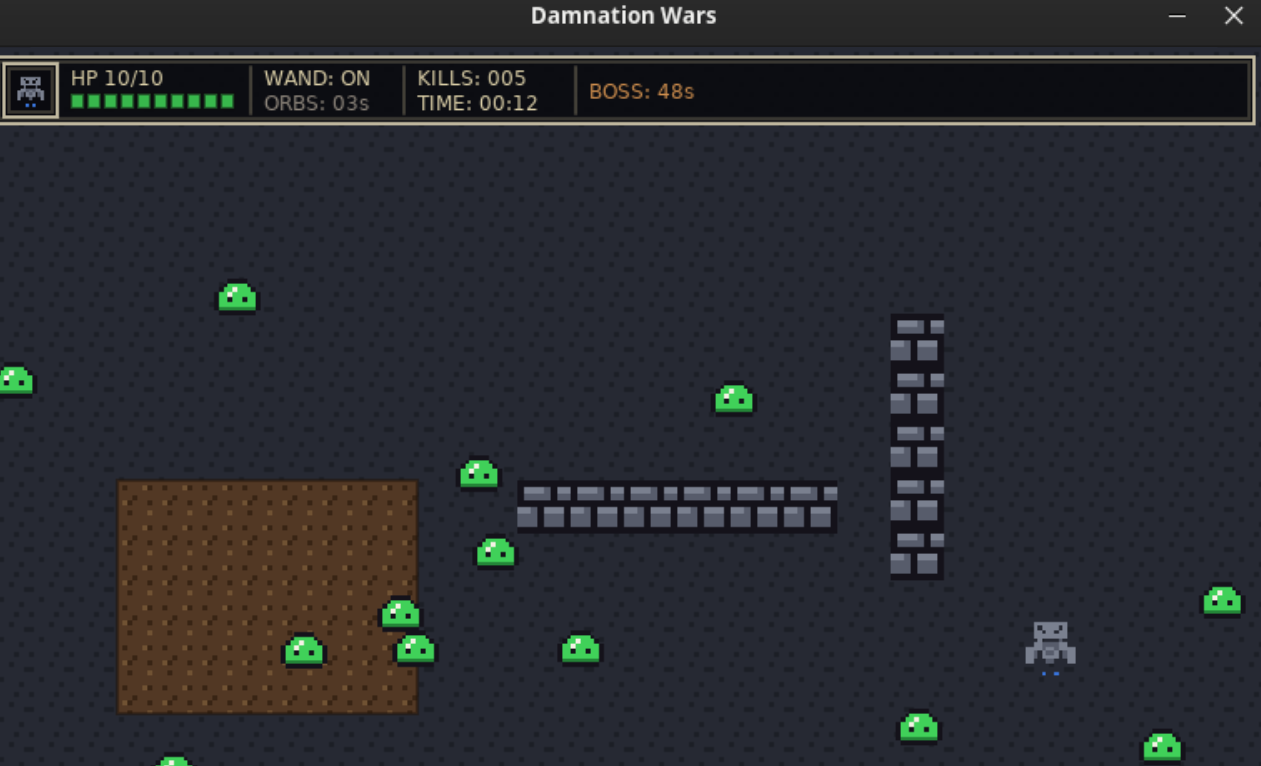 Damnation Wars
HP 10/10
WAND: ON
ORBS: 03s
KILLS: 005
TIME: 00:12
BOSS: 48s